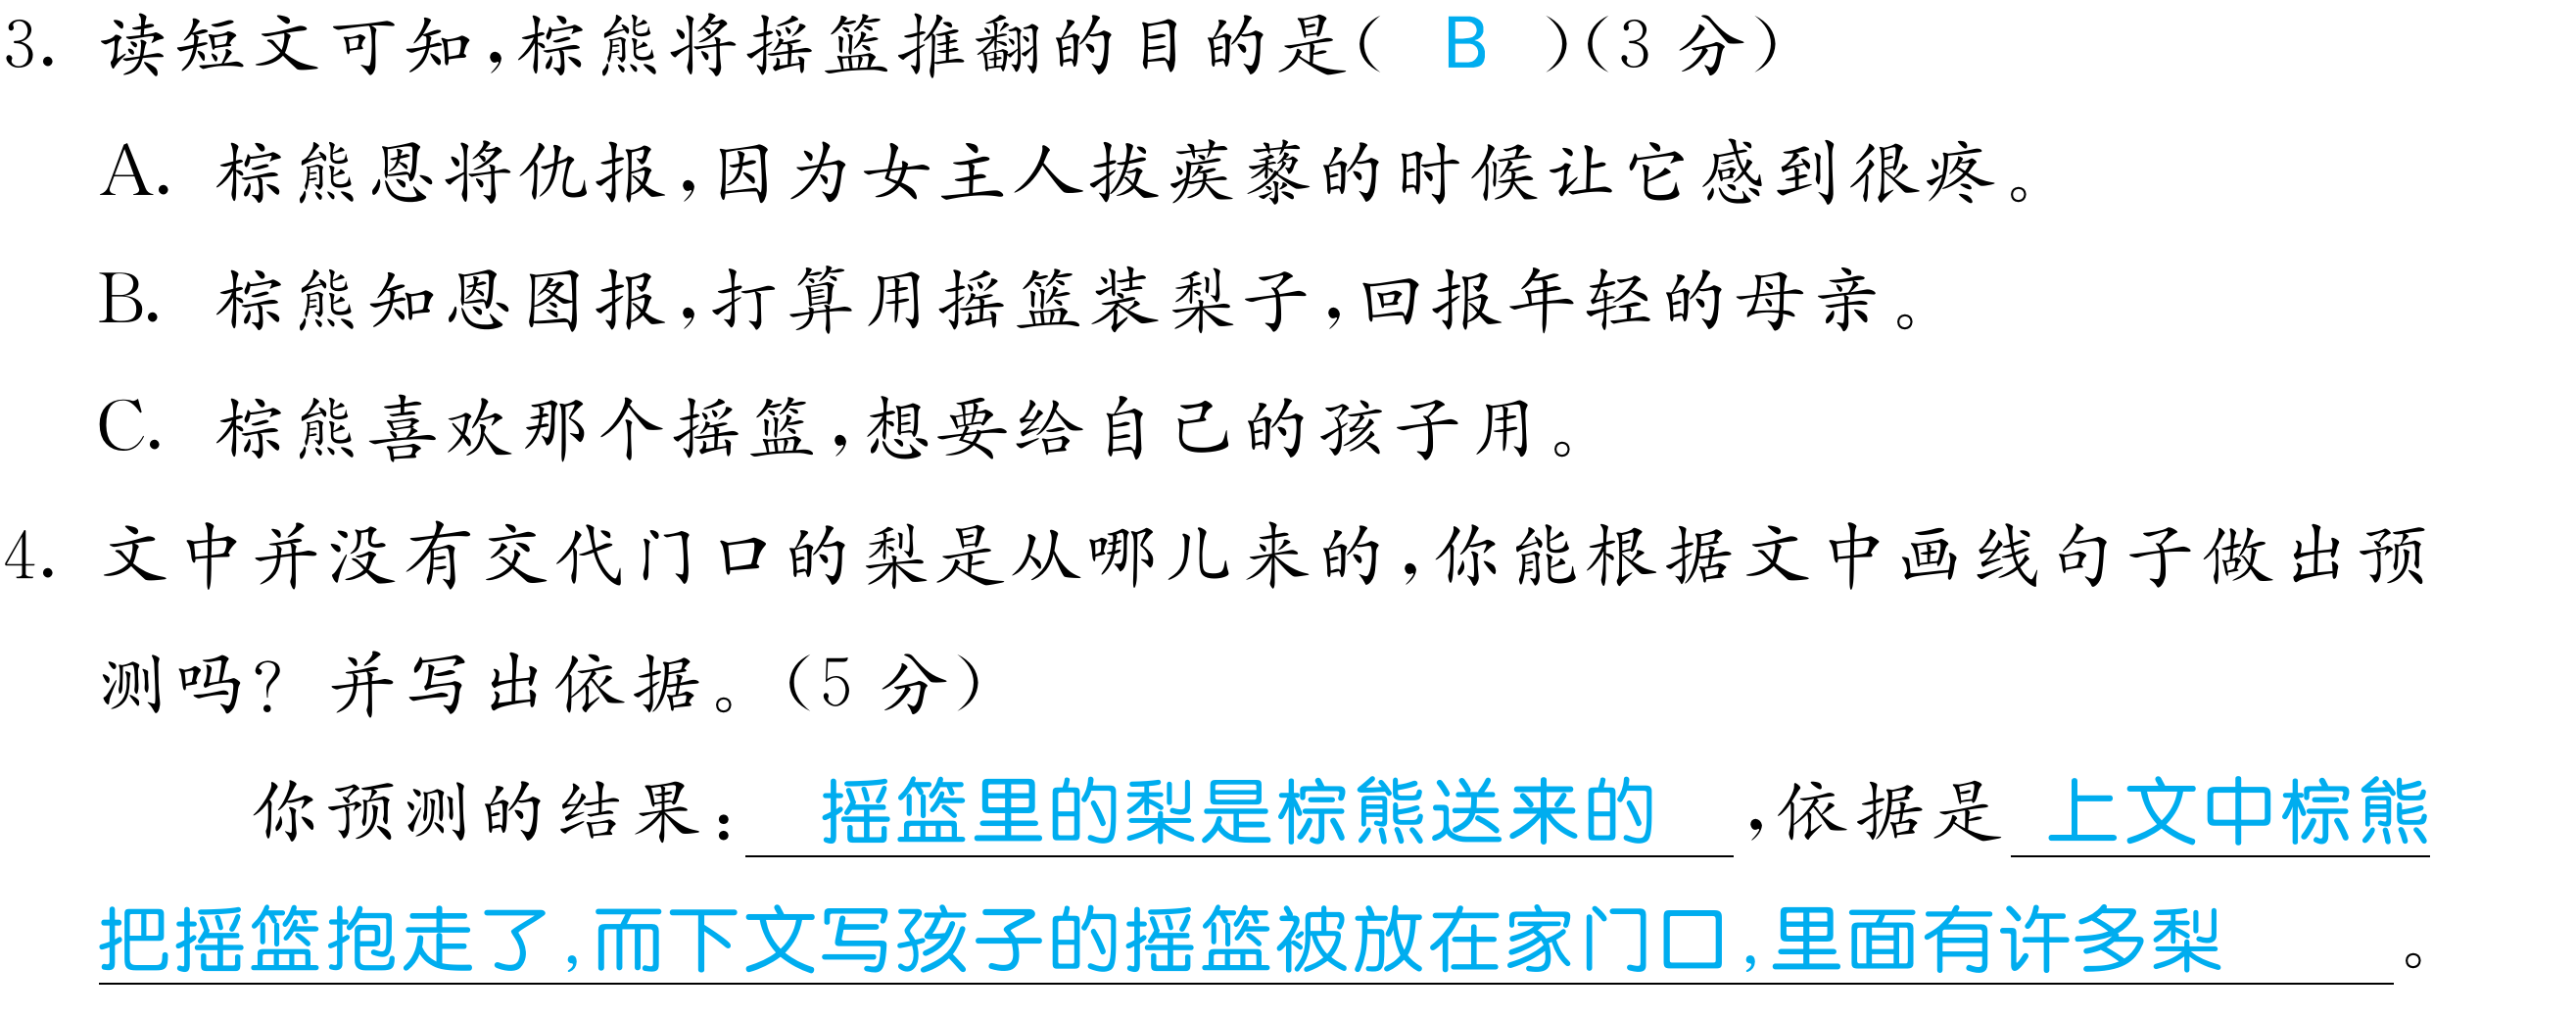 3. 读短文可知,棕熊将摇篮推翻的目的是( B )(3 分)
A. 棕熊恩将仇报,因为女主人拔蒺藜的时候让它感到很疼。
B. 棕熊知恩图报,打算用摇篮装梨子,回报年轻的母亲。
C. 棕熊喜欢那个摇篮,想要给自己的孩子用。
4. 文中并没有交代门口的梨是从哪儿来的,你能根据文中画线句子做出预
测吗? 并写出依据。(5 分)
你预测的结果: 摇篮里的梨是棕熊送来的 ,依据是 上文中棕熊
把摇篮抱走了,而下文写孩子的摇篮被放在家门口,里面有许多梨 。